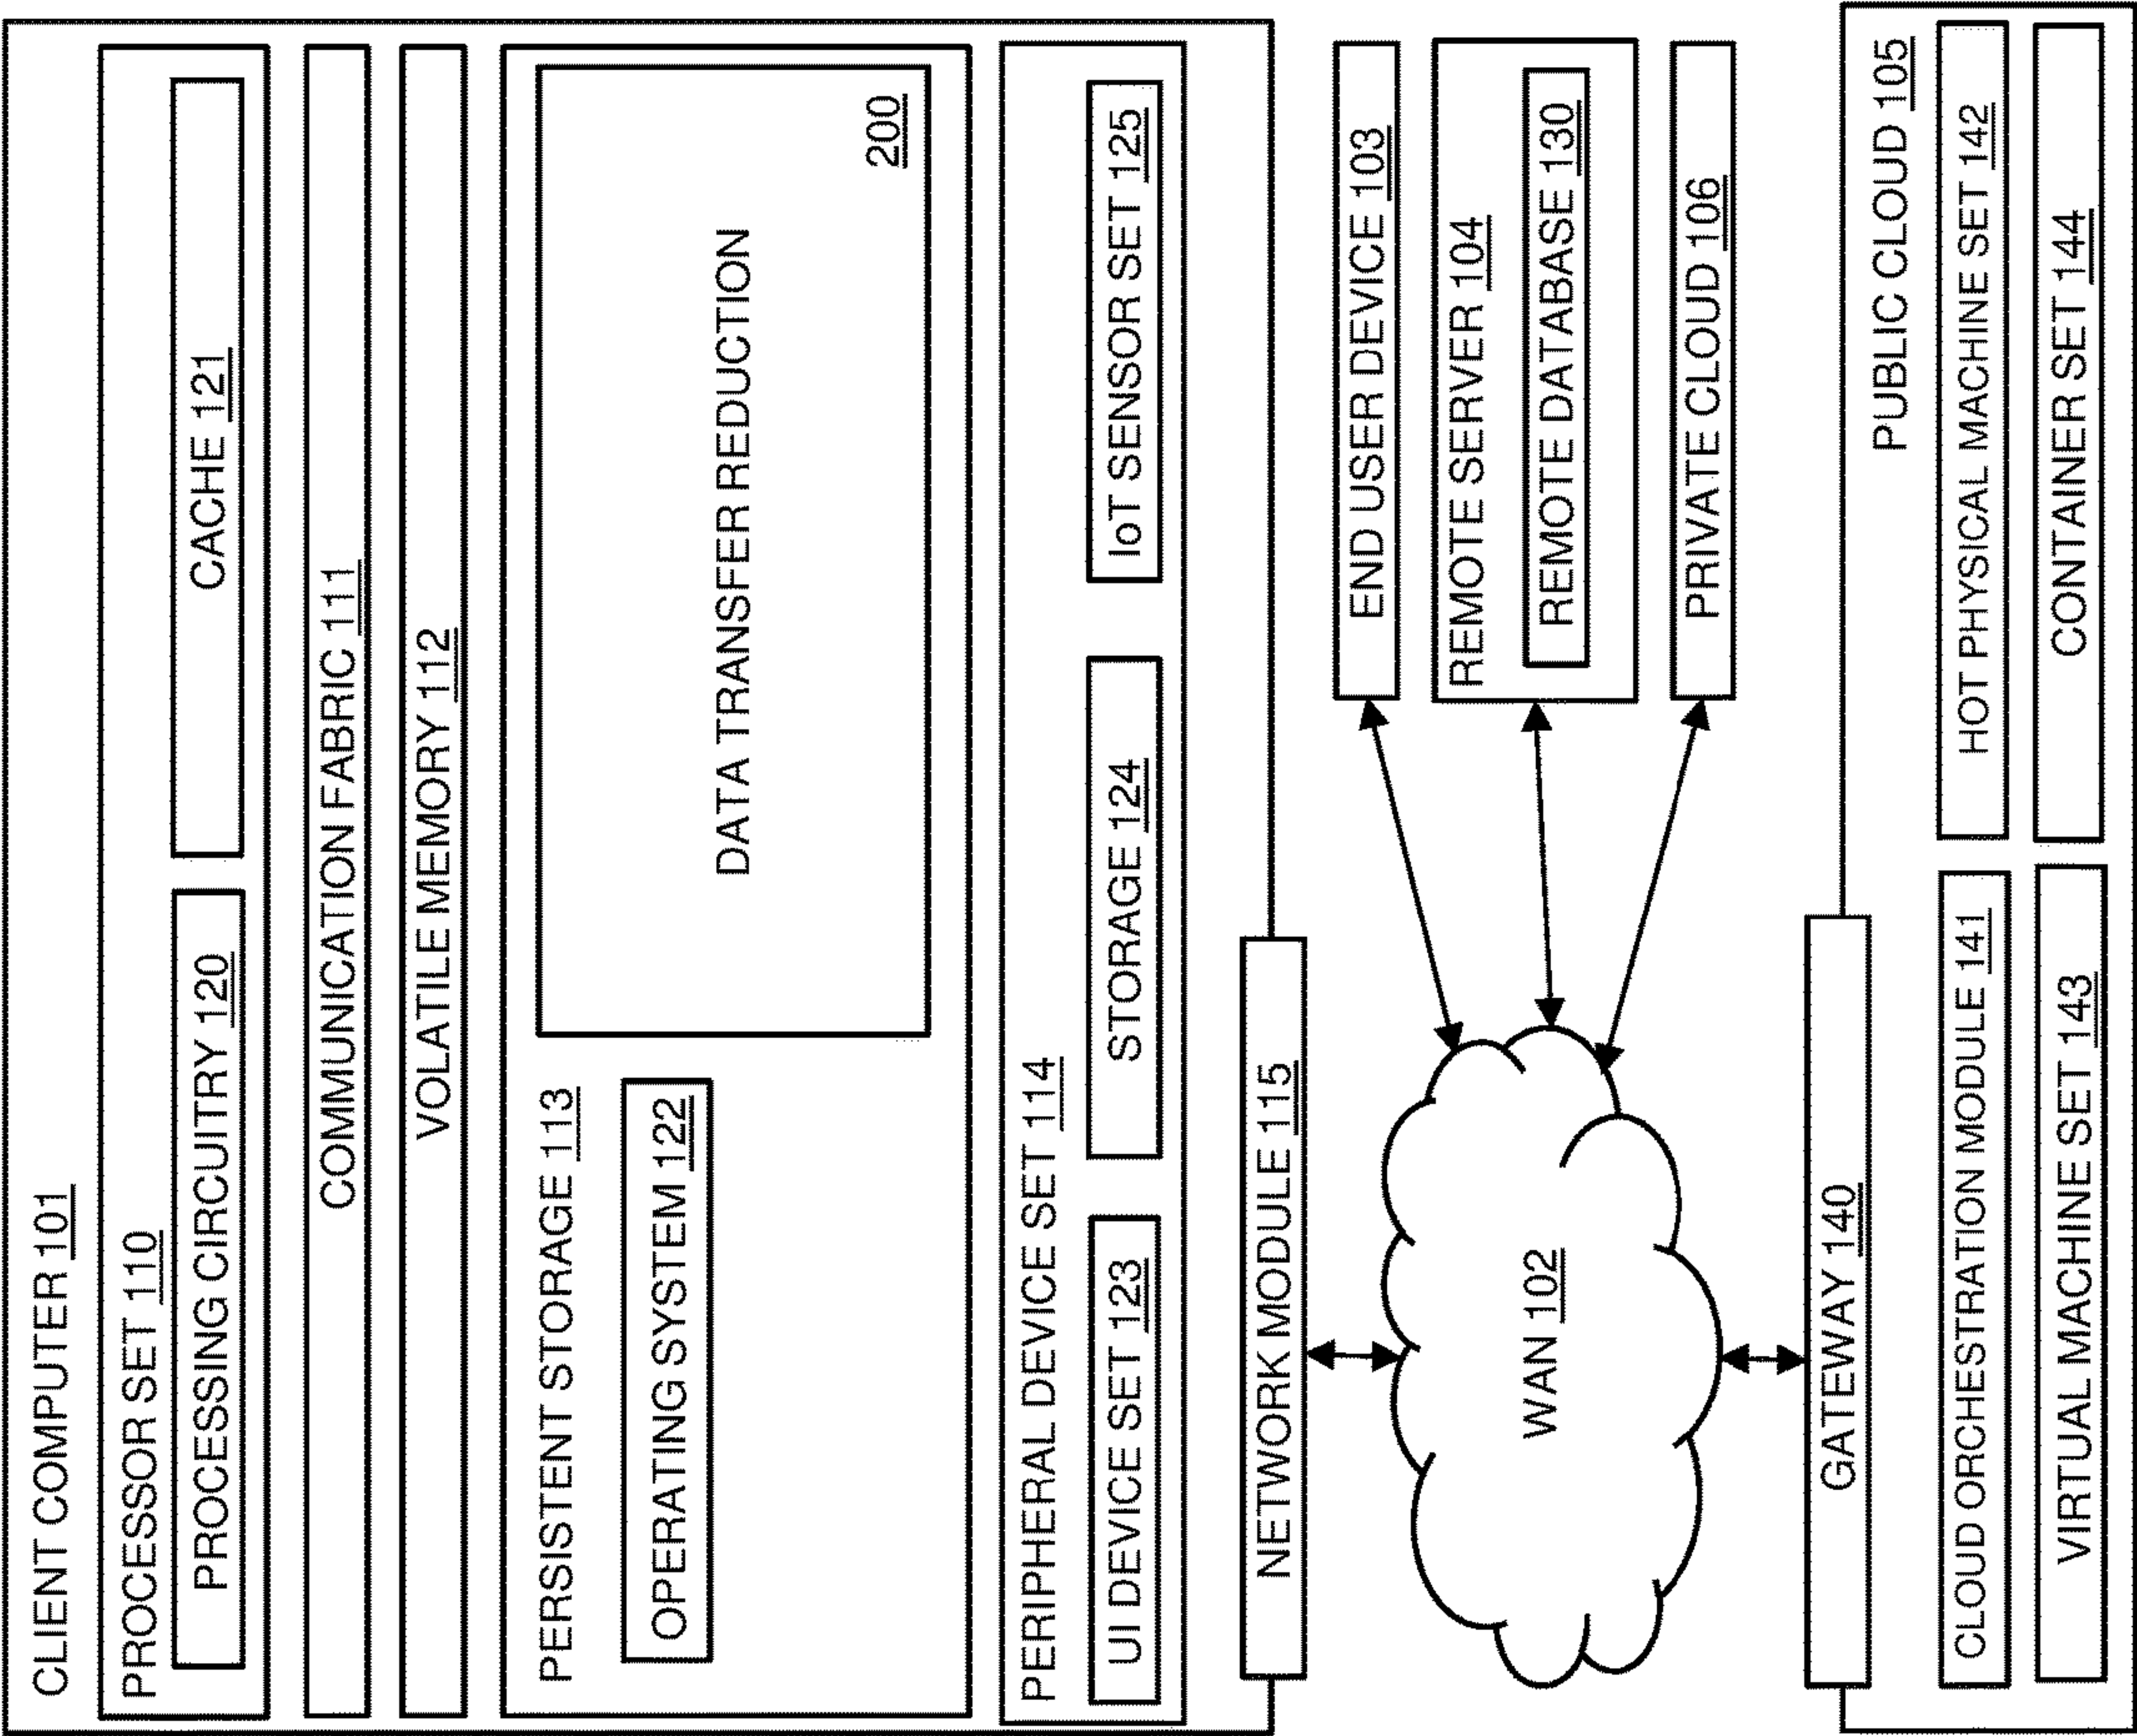 CLIENT COMPUTER 101
PROCESSOR SET 110
PROCESSING CIRCUITRY 120
CACHE 121
COMMUNICATION FABRIC 111
VOLATILE MEMORY 112
PERSISTENT STORAGE 113
OPERATING SYSTEM 122
200
DATA TRANSFER REDUCTION
PERIPHERAL DEVICE SET 114
UI DEVICE SET 123
STORAGE 124
IoT SENSOR SET 125
NETWORK MODULE 115
WAN 102
END USER DEVICE 103
REMOTE SERVER 104
REMOTE DATABASE 130
PRIVATE CLOUD 106
GATEWAY 140
PUBLIC CLOUD 105
CLOUD ORCHESTRATION MODULE 141
HOT PHYSICAL MACHINE SET 142
VIRTUAL MACHINE SET 143
CONTAINER SET 144